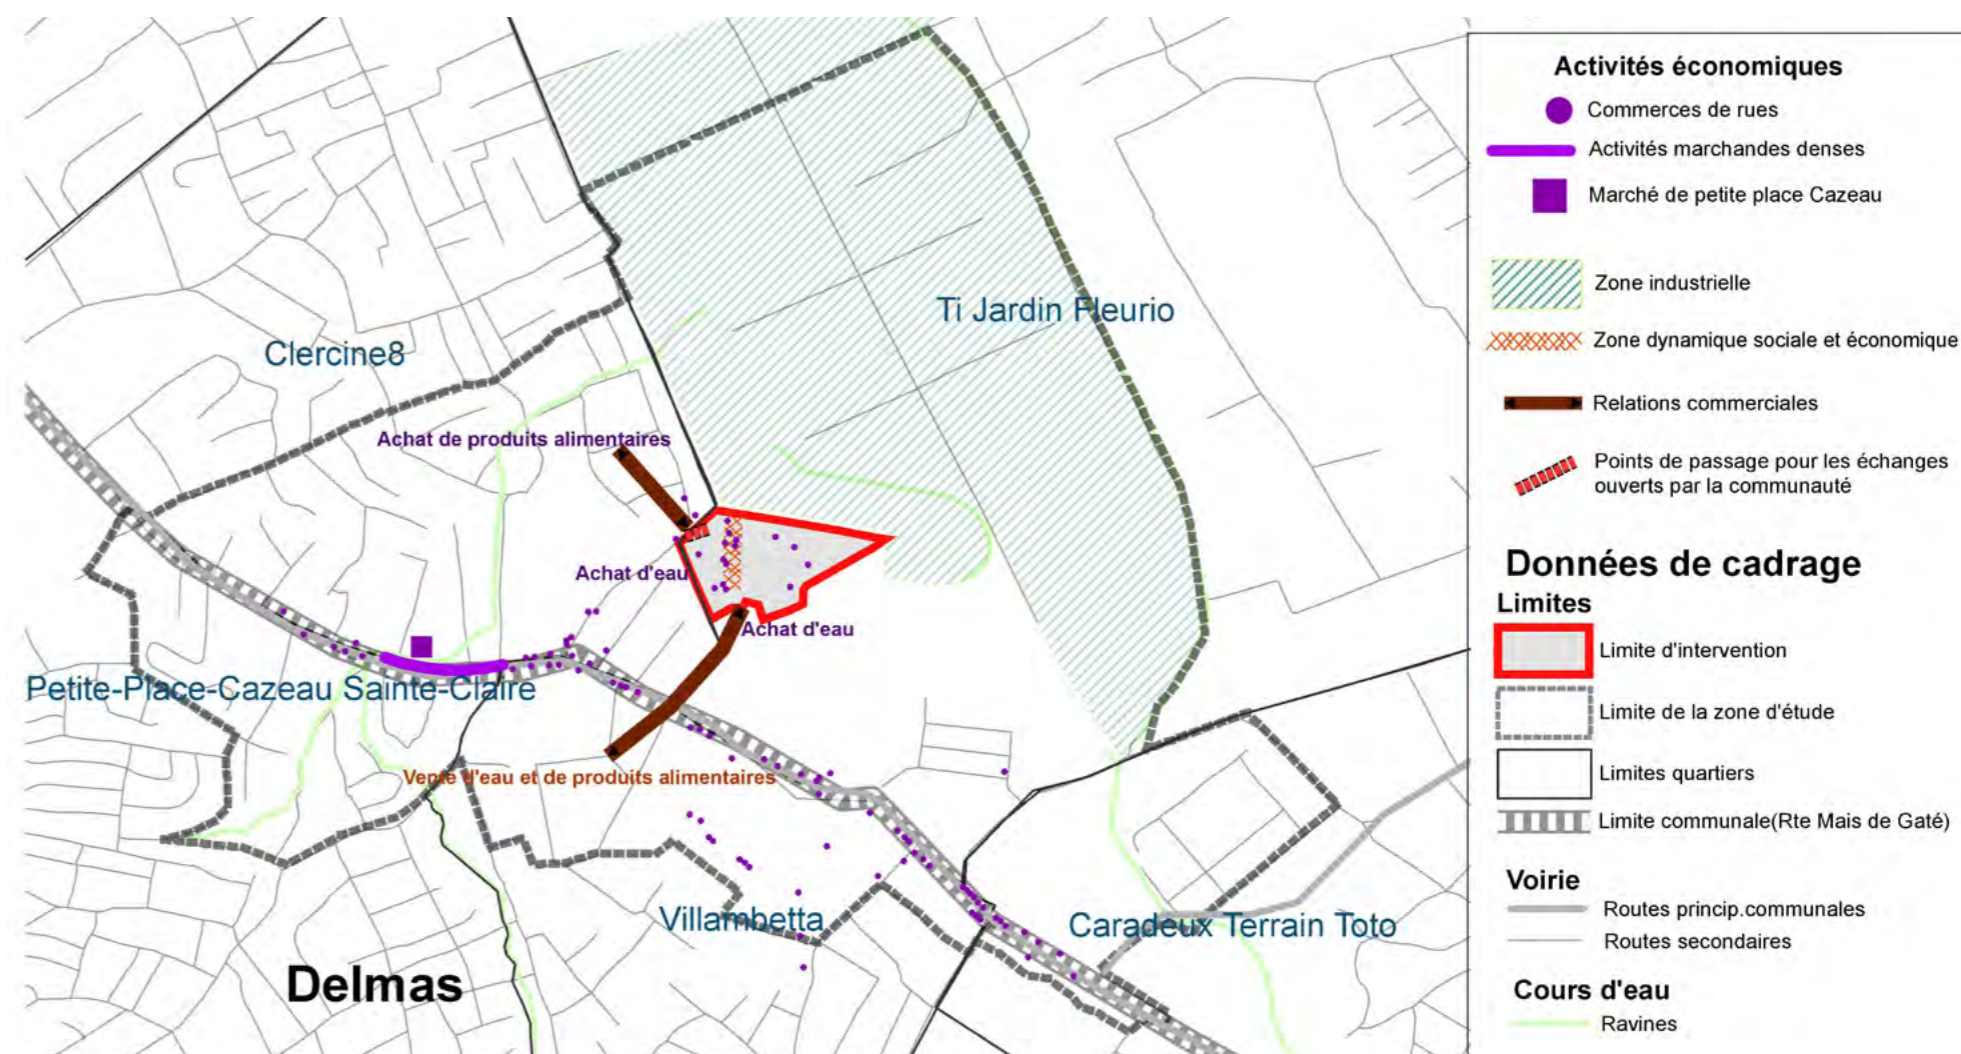 Ti Jardin Fleurio
Clercine8
Achat de produits alimentaires
Achat d'eau
Achat d'eau
Petite-Place-Cazeau Sainte-Claire
Vente d'eau et de produits alimentaires
Villambetta
Caradeux Terrain Toto
Delmas
Activités économiques
Commerces de rues
Activités marchandes denses
Marché de petite place Cazeau
Zone industrielle
Zone dynamique sociale et économique
Relations commerciales
Points de passage pour les échanges
ouverts par la communauté
Données de cadrage
Limites
Limite d'intervention
Limite de la zone d'étude
Limites quartiers
Limite communale(Rte Mais de Gaté)
Voirie
Routes princip.communales
Routes secondaires
Cours d'eau
Ravines